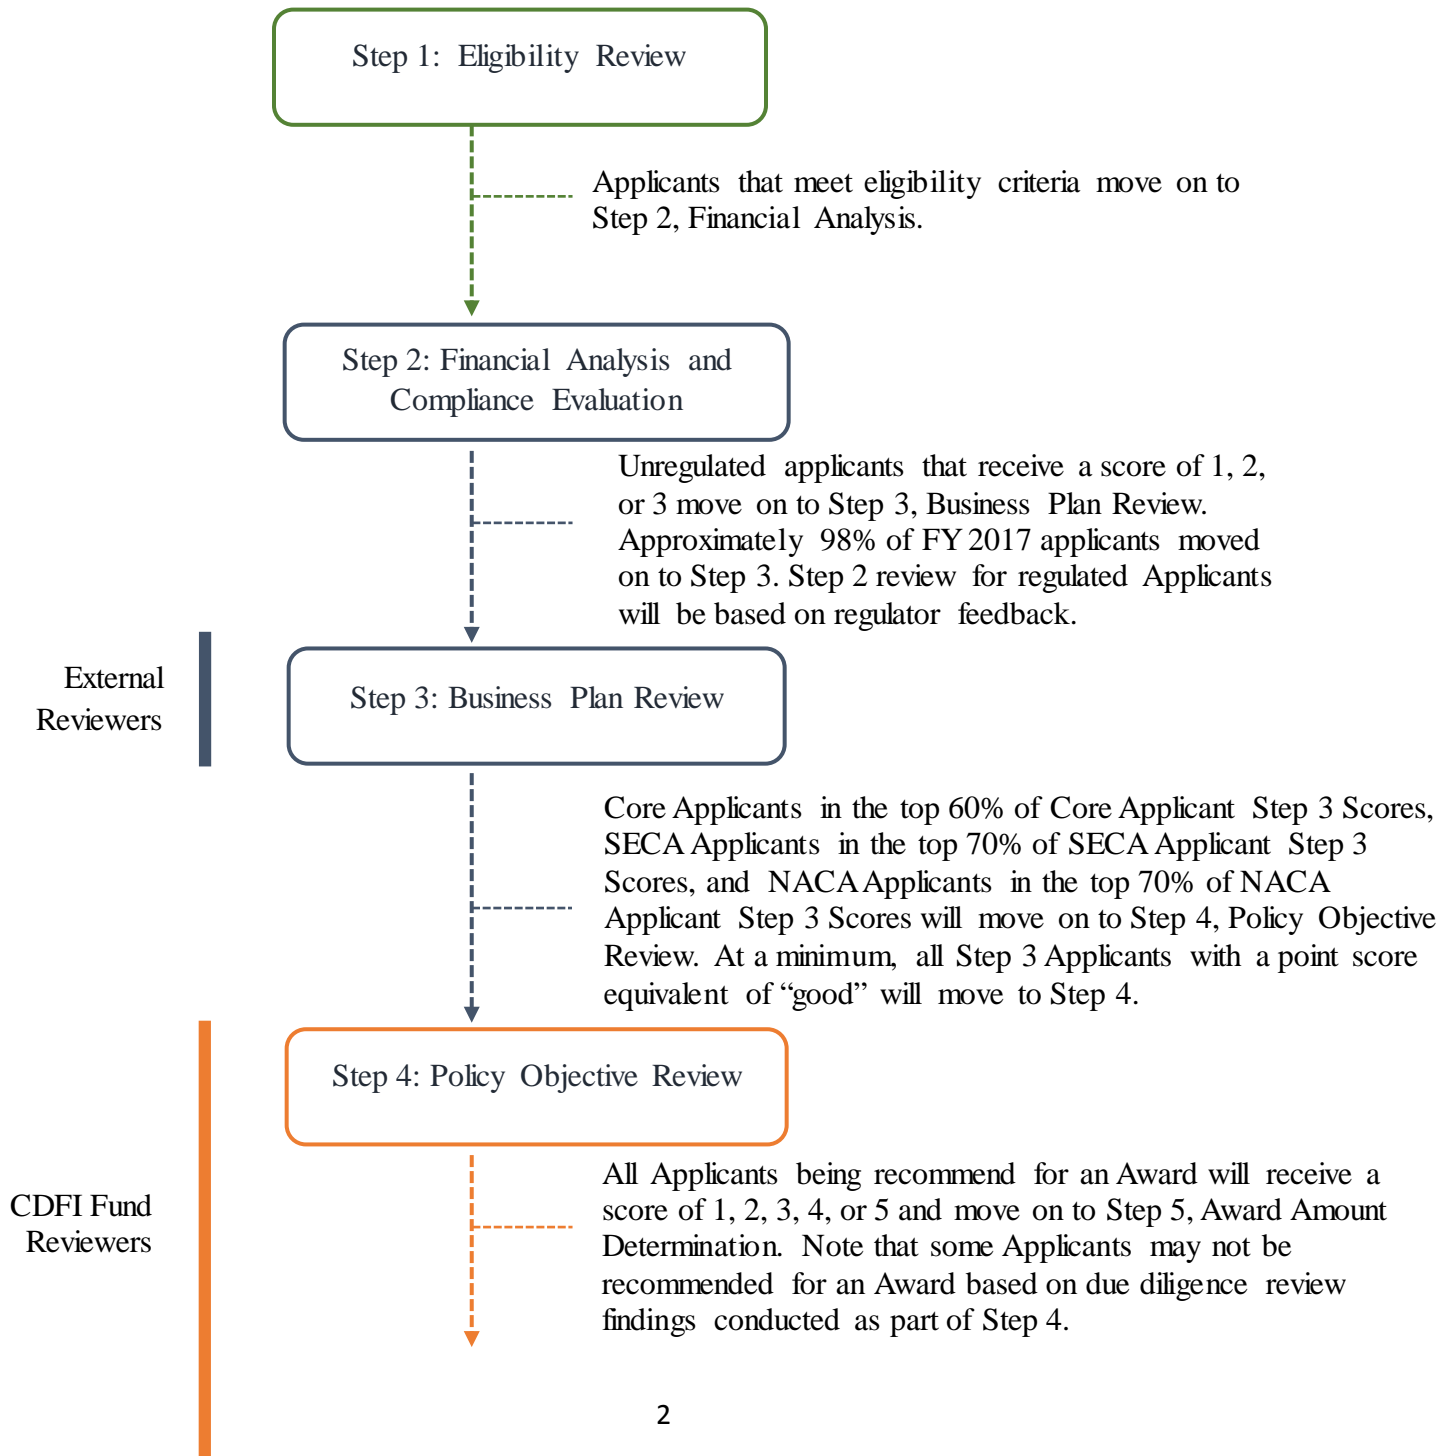 Step 1: Eligibility Review
Applicants that meet eligibility criteria move on to
Step 2, Financial Analysis.
Step 2: Financial Analysis and
Compliance Evaluation
Unregulated applicants that receive a score of 1, 2,
or 3 move on to Step 3, Business Plan Review.
Approximately 98% of FY 2017 applicants moved
on to Step 3. Step 2 review for regulated Applicants
will be based on regulator feedback.
External
Reviewers
Step 3: Business Plan Review
Core Applicants in the top 60% of Core Applicant Step 3 Scores,
SECA Applicants in the top 70% of SECA Applicant Step 3
Scores, and NACA Applicants in the top 70% of NACA
Applicant Step 3 Scores will move on to Step 4, Policy Objective
Review. At a minimum, all Step 3 Applicants with a point score
equivalent of “good” will move to Step 4.
Step 4: Policy Objective Review
CDFI Fund
Reviewers
All Applicants being recommend for an Award will receive a
score of 1, 2, 3, 4, or 5 and move on to Step 5, Award Amount
Determination. Note that some Applicants may not be
recommended for an Award based on due diligence review
findings conducted as part of Step 4.
2